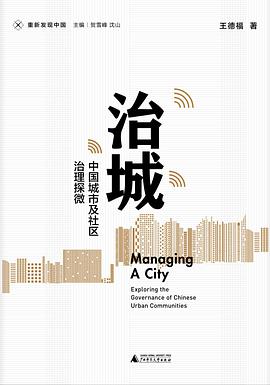 重新发现中国
主编 | 贺雪峰 沈山
王德福 著
治城
中国城市及社区
治理探微
Managing
A City
Exploring the
Governance of Chinese
Urban Communities
广西师范大学出版社